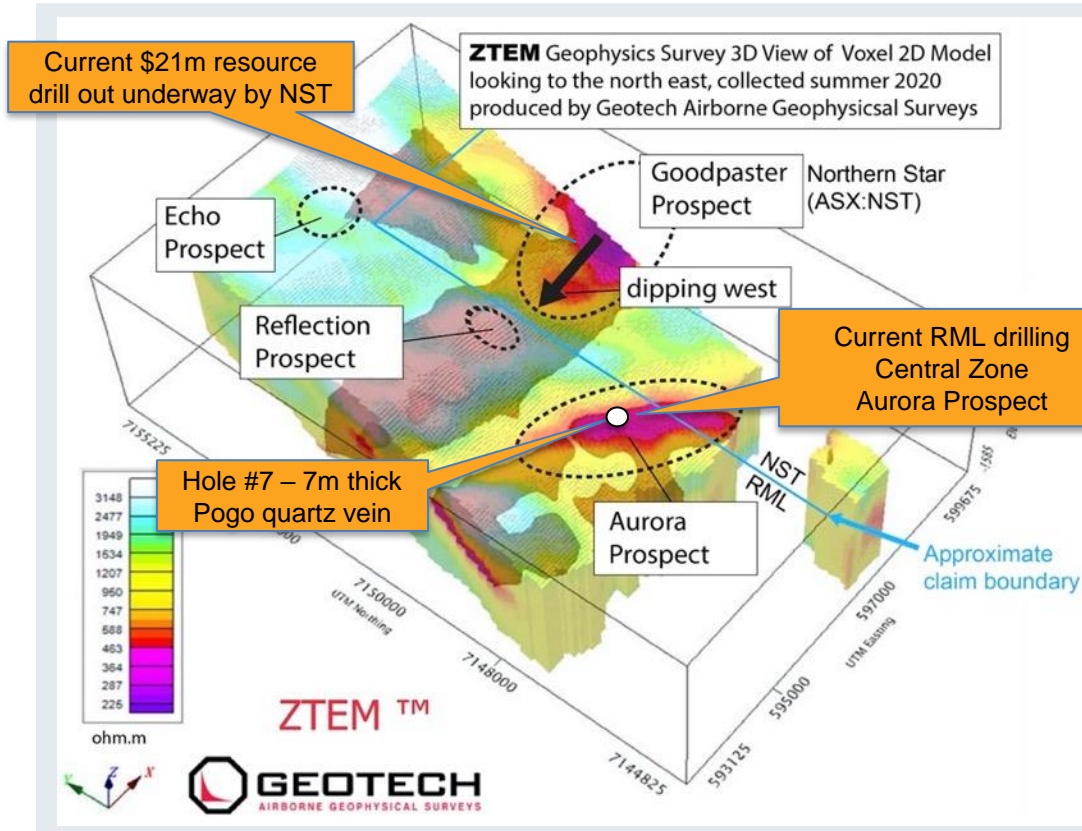 Current $21m resource
drill out underway by NST
ZTEM Geophysics Survey 3D View of Voxel 2D Model
looking to the north east, collected summer 2020
produced by Geotech Airborne Geophysicsal Surveys
Echo
Prospect
Goodpaster
Prospect
Northern Star
(ASX:NST)
dipping west
Reflection
Prospect
Current RML drilling
Central Zone
Aurora Prospect
Hole #7 – 7m thick
Pogo quartz vein
Aurora
Prospect
NST
RML
Approximate
claim boundary
7155225
7150000
UTM Northing
7148000
7144825
593125
595000
UTM Easting
597000
599675
-1585
3148
2477
1949
1534
1207
950
747
588
463
364
287
225
ohm.m
Y
Z
X
ZTEM ™
GEOTECH
AIRBORNE GEOPHYSICAL SURVEYS